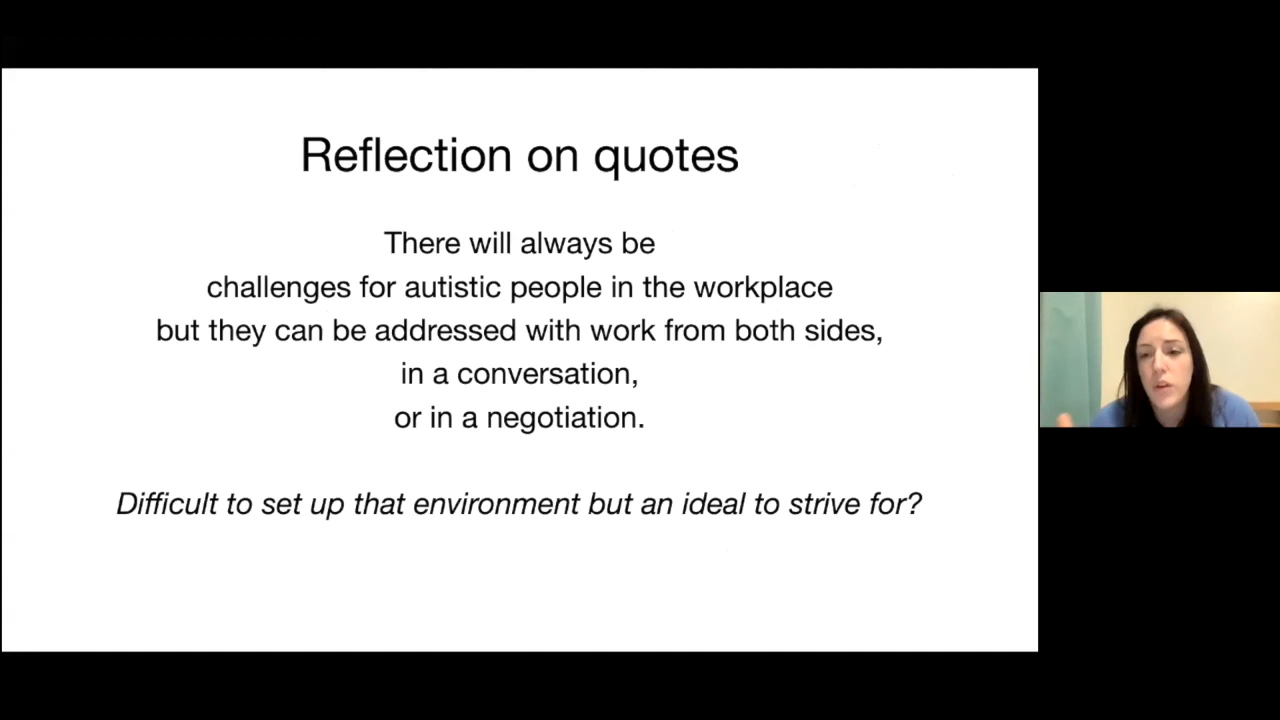 Reflection on quotes
There will always be
challenges for autistic people in the workplace
but they can be addressed with work from both sides,
in a conversation,
or in a negotiation.
Difficult to set up that environment but an ideal to strive for?